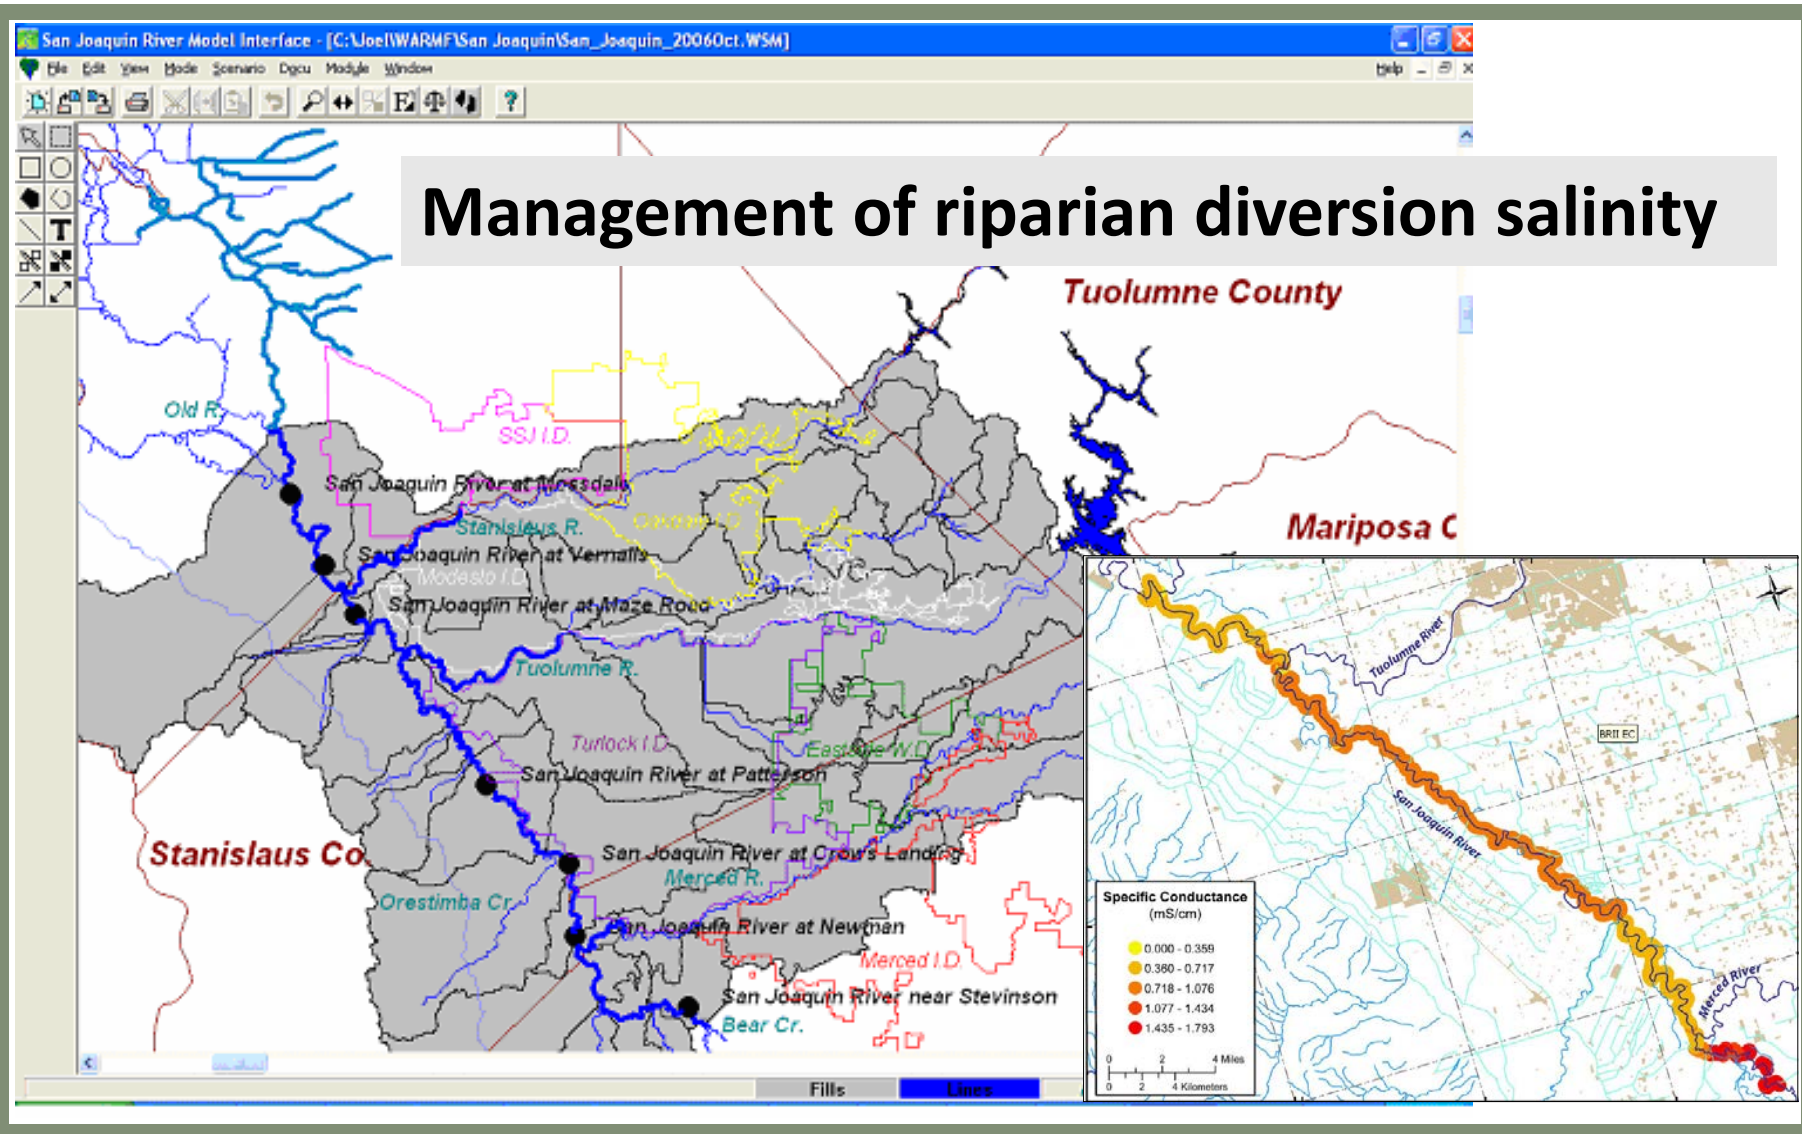 San Joaquin River Model Interface - [C:\Joel\WARMF\San Joaquin\San_Joaquin_2006Oct.WSM]
File Edit View Mode Scenario Docu Module Window Help
Management of riparian diversion salinity
Tuolumne County
Old R.
SSJ I.D.
San Joaquin River at Mossdale
Stanislaus R.
Oakdale I.D.
Mariposa C
San Joaquin River at Vernalis
Modesto I.D.
San Joaquin River at Maze Road
Tuolumne R.
Turlock I.D.
Eastside W.D.
San Joaquin River at Patterson
Stanislaus Co
San Joaquin River at Crows Landing
Merced R.
Orestimba Cr.
San Joaquin River at Newman
Merced I.D.
San Joaquin River near Stevinson
Bear Cr.
Fills
Lines
N
Tuolumne River
BRII EC
San Joaquin River
Merced River
Specific Conductance
(mS/cm)
0.000 - 0.359
0.360 - 0.717
0.718 - 1.076
1.077 - 1.434
1.435 - 1.793
0 2 4 Miles
0 2 4 Kilometers